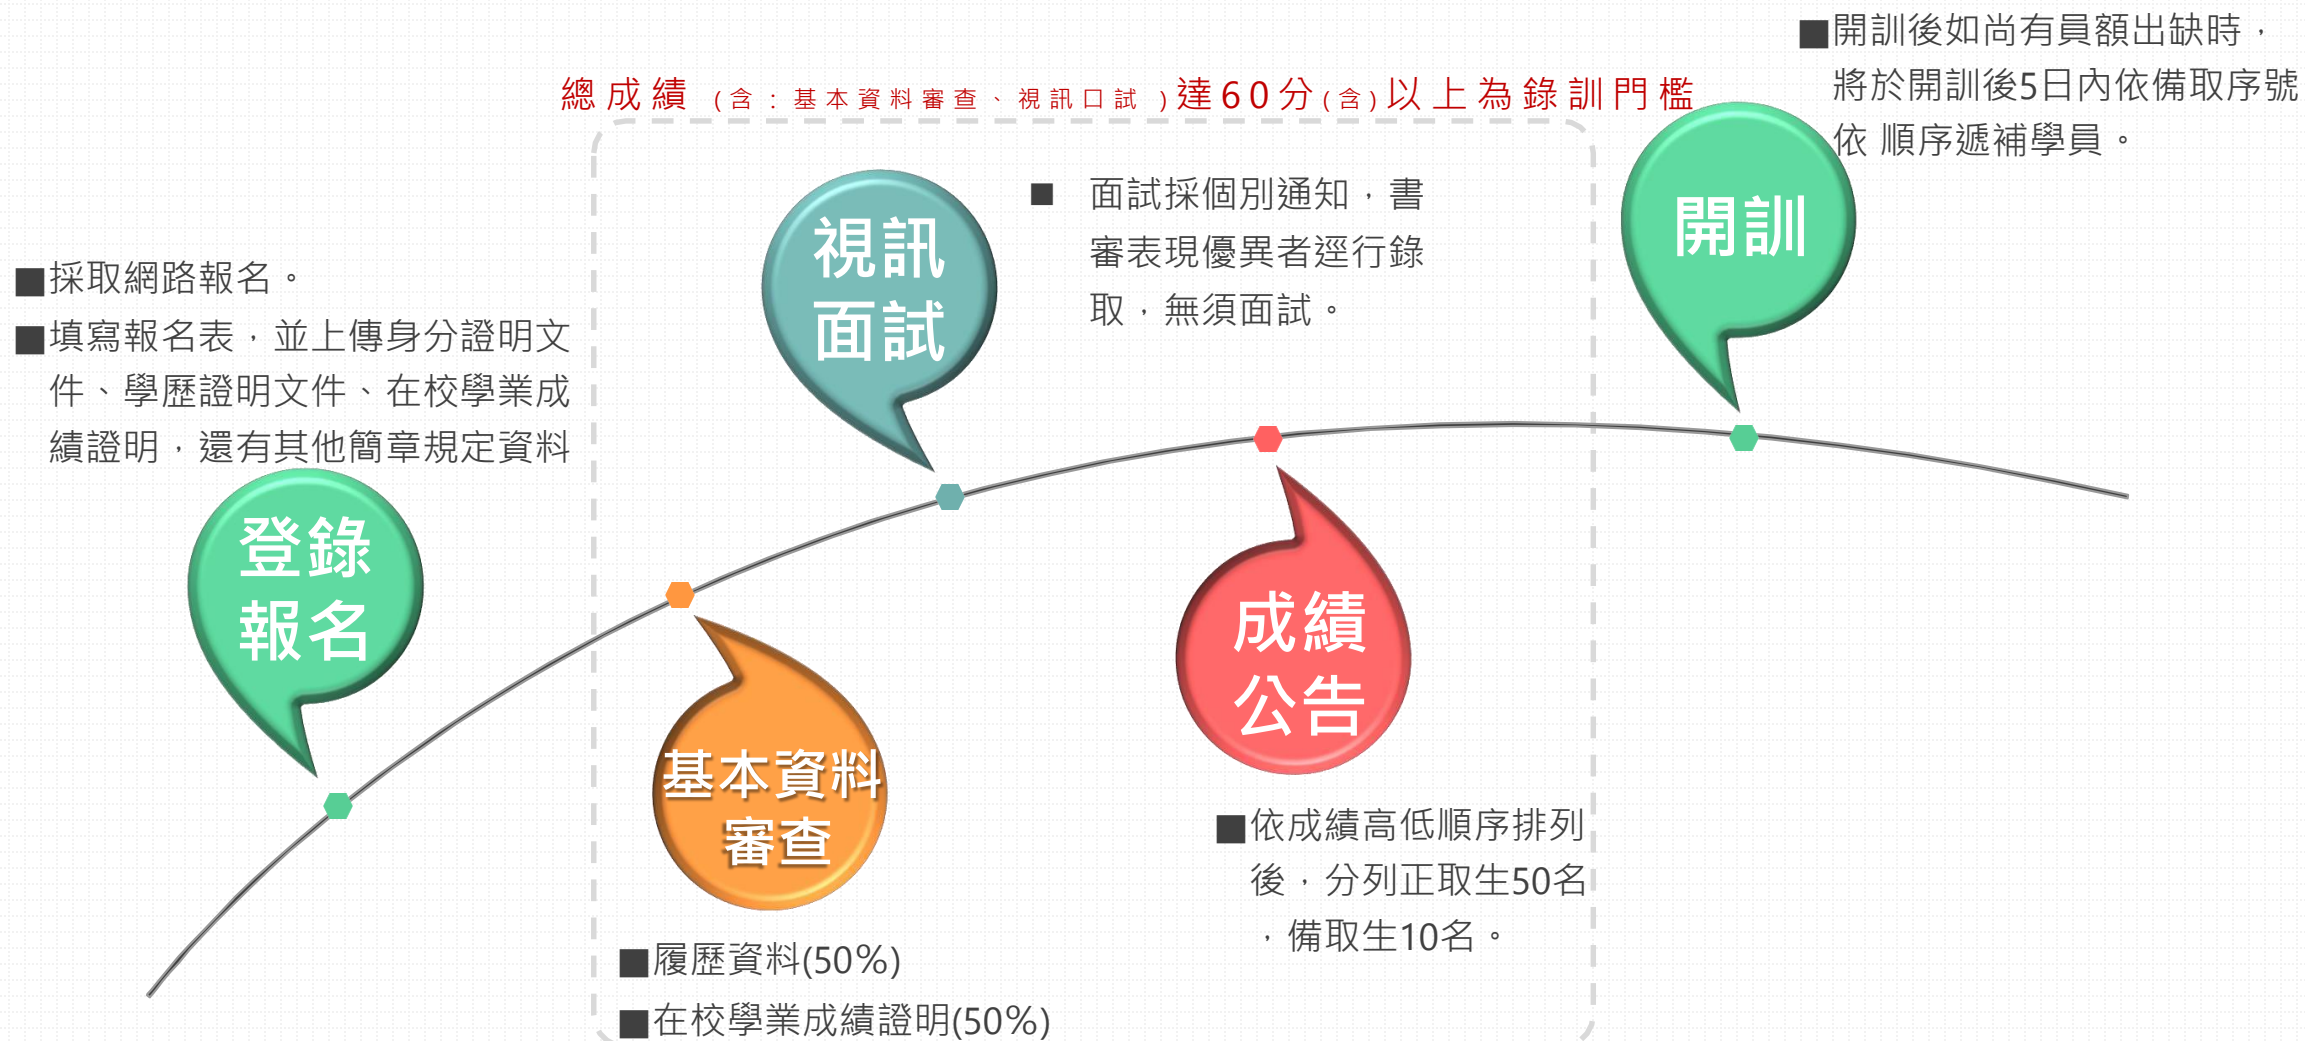 總成績 (含：基本資料審查、視訊口試 )達60分(含)以上為錄訓門檻
■採取網路報名。
■填寫報名表，並上傳身分證明文
件、學歷證明文件、在校學業成
績證明，還有其他簡章規定資料
登錄
報名
基本資料
審查
■履歷資料(50%)
■在校學業成績證明(50%)
視訊
面試
■ 面試採個別通知，書
審表現優異者逕行錄
取，無須面試。
成績
公告
■依成績高低順序排列
後，分列正取生50名
，備取生10名。
開訓
■開訓後如尚有員額出缺時，
將於開訓後5日內依備取序號
依 順序遞補學員。